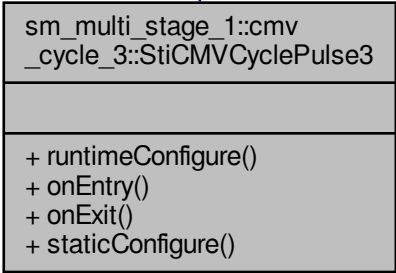 sm_multi_stage_1::cmv
_cycle_3::StiCMVCyclePulse3
+ runtimeConfigure()
+ onEntry()
+ onExit()
+ staticConfigure()